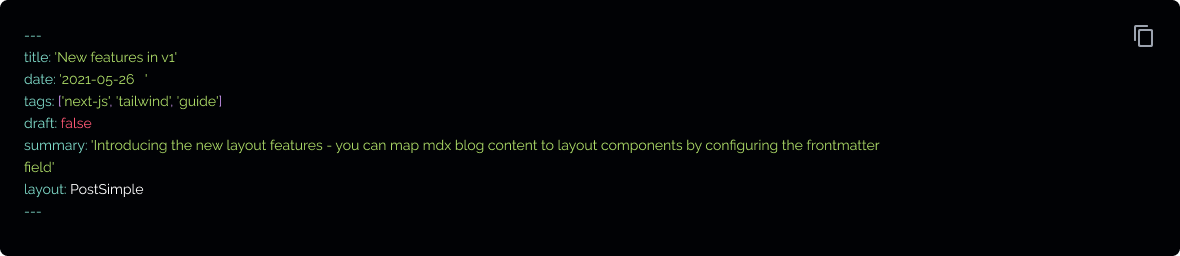 ---
title: 'New features in v1'
date: '2021-05-26   '
tags: ['next-js', 'tailwind', 'guide']
draft: false
summary: 'Introducing the new layout features - you can map mdx blog content to layout components by configuring the frontmatter
field'
layout: PostSimple
---